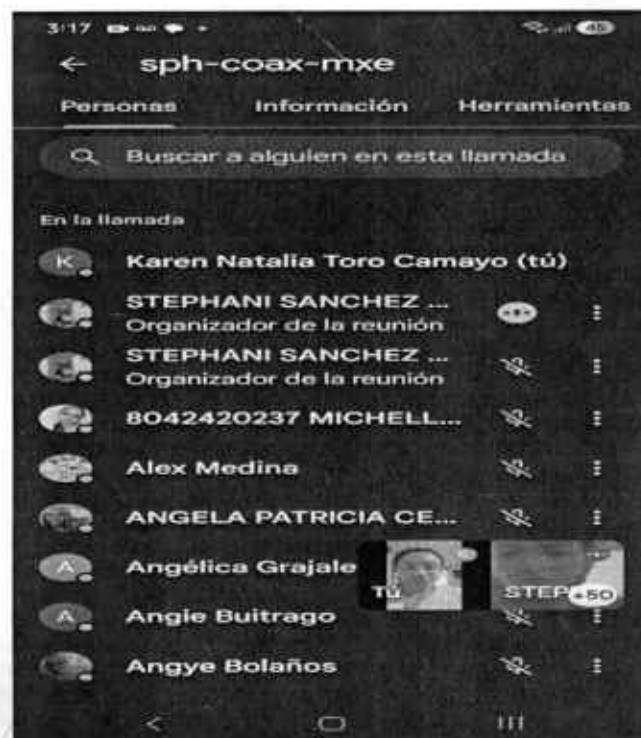 3:17
45
sph-coax-mxe
Personas Información Herramientas
Buscar a alguien en esta llamada
En la llamada
K Karen Natalia Toro Camayo (tú)
STEPHANI SANCHEZ ...
Organizador de la reunión
STEPHANI SANCHEZ ...
Organizador de la reunión
8042420237 MICHELL...
Alex Medina
ANGELA PATRICIA CE...
A Angélica Grajale
Tú STEP +50
A Angie Buitrago
Angye Bolaños